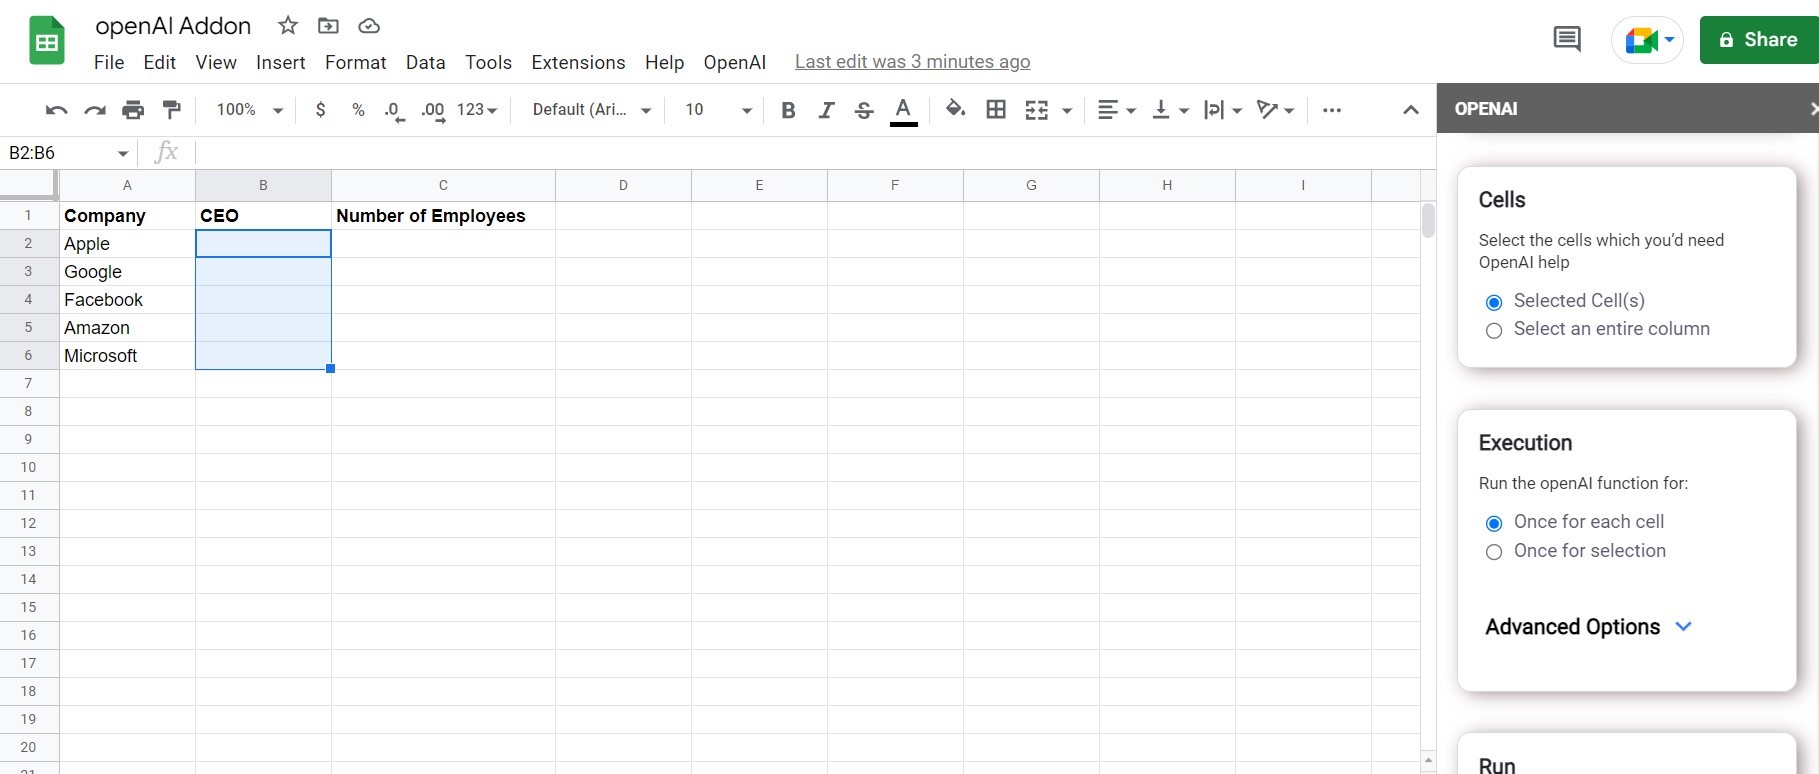 openAI Addon
File Edit View Insert Format Data Tools Extensions Help OpenAI Last edit was 3 minutes ago
Share
100% $ % .0 .00 123 Default (Ari... 10 B I S A
OPENAI
B2:B6 fx
A B C D E F G H I
1 Company CEO Number of Employees
2 Apple
3 Google
4 Facebook
5 Amazon
6 Microsoft
7
8
9
10
11
12
13
14
15
16
17
18
19
20
21
Cells
Select the cells which you’d need
OpenAI help
Selected Cell(s)
Select an entire column
Execution
Run the openAI function for:
Once for each cell
Once for selection
Advanced Options
Run